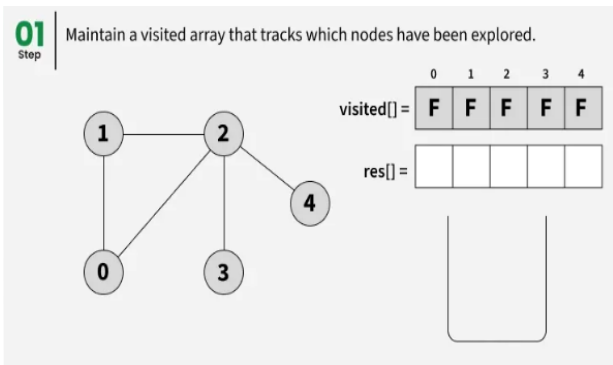 01
Step
Maintain a visited array that tracks which nodes have been explored.
0 1 2 3 4
visited[] = F F F F F
res[] =
1
2
4
0
3